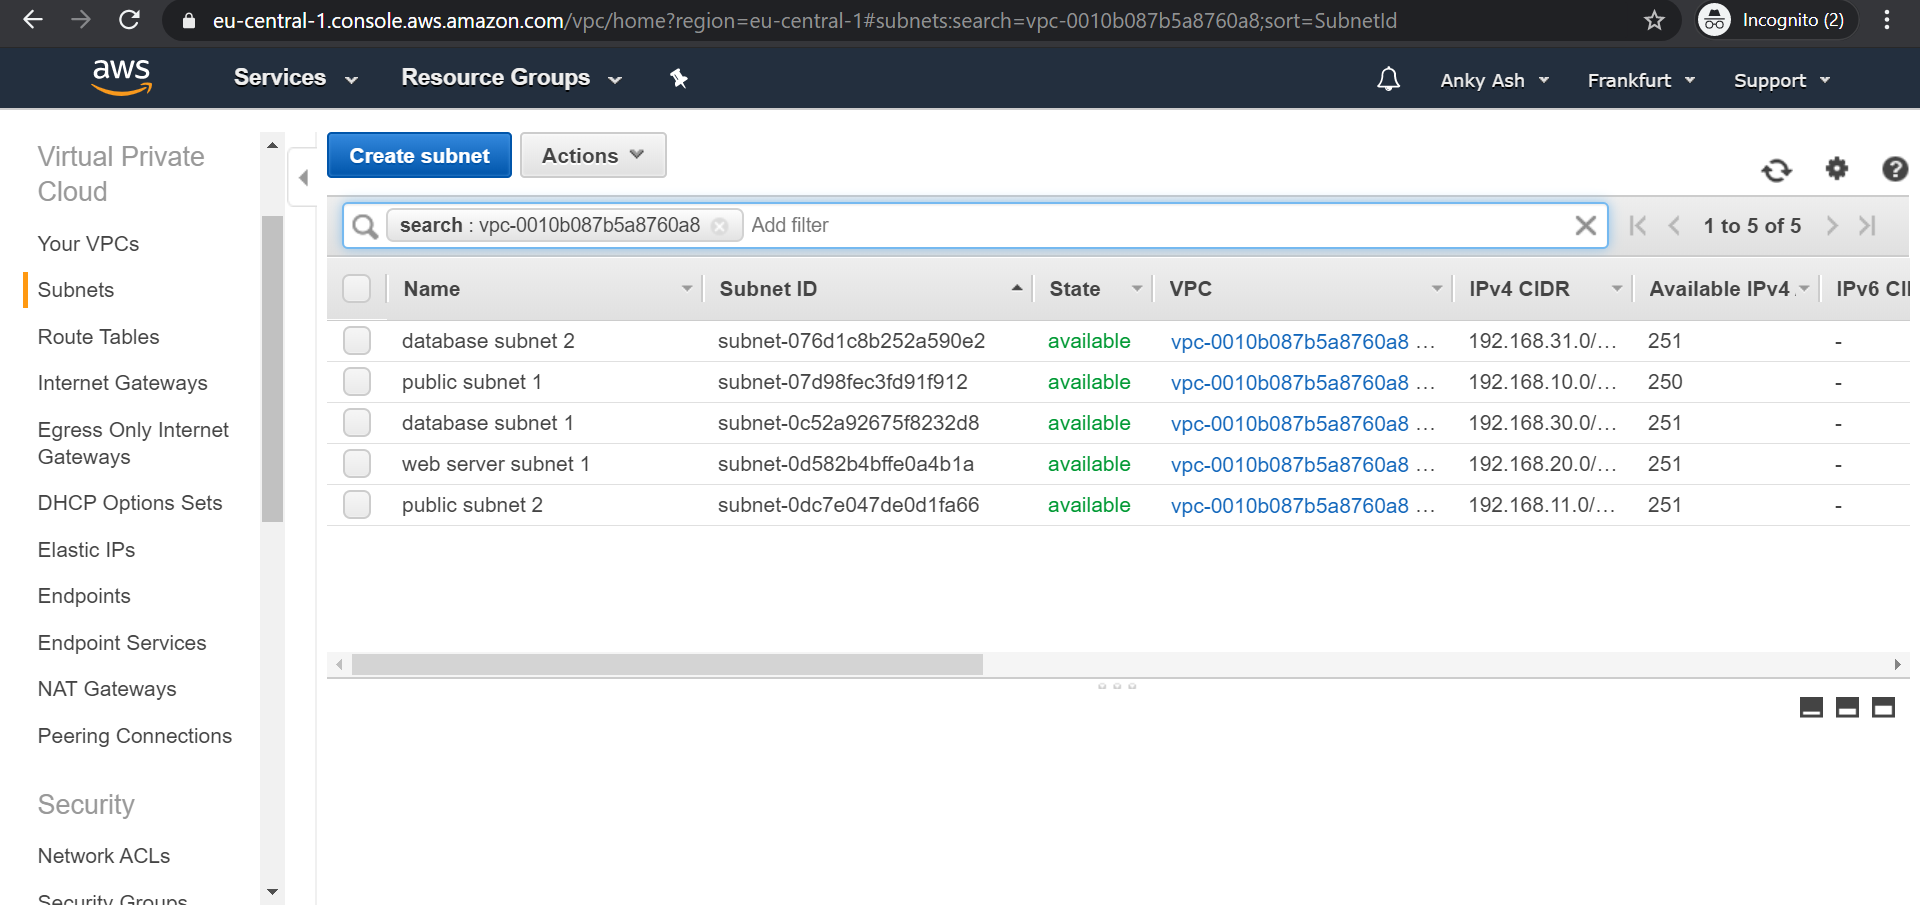 eu-central-1.console.aws.amazon.com/vpc/home?region=eu-central-1#subnets:search=vpc-0010b087b5a8760a8;sort=SubnetId
Incognito (2)
aws
Services
Resource Groups
Anky Ash
Frankfurt
Support
Virtual Private
Cloud
Your VPCs
Subnets
Route Tables
Internet Gateways
Egress Only Internet
Gateways
DHCP Options Sets
Elastic IPs
Endpoints
Endpoint Services
NAT Gateways
Peering Connections
Security
Network ACLs
Security Groups
Create subnet
Actions
search : vpc-0010b087b5a8760a8
Add filter
1 to 5 of 5
Name Subnet ID State VPC IPv4 CIDR Available IPv4 IPv6 CI
database subnet 2 subnet-076d1c8b252a590e2 available vpc-0010b087b5a8760a8 ... 192.168.31.0/... 251 -
public subnet 1 subnet-07d98fec3fd91f912 available vpc-0010b087b5a8760a8 ... 192.168.10.0/... 250 -
database subnet 1 subnet-0c52a92675f8232d8 available vpc-0010b087b5a8760a8 ... 192.168.30.0/... 251 -
web server subnet 1 subnet-0d582b4bffe0a4b1a available vpc-0010b087b5a8760a8 ... 192.168.20.0/... 251 -
public subnet 2 subnet-0dc7e047de0d1fa66 available vpc-0010b087b5a8760a8 ... 192.168.11.0/... 251 -